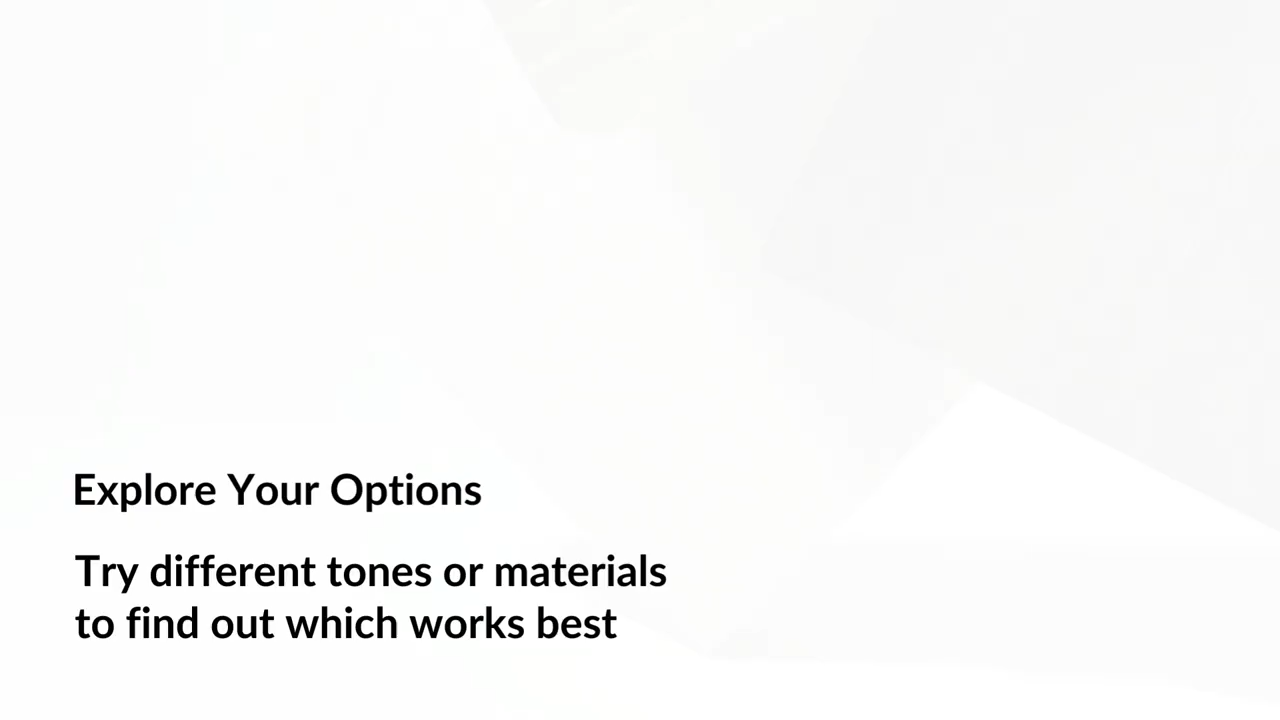 Explore Your Options
Try different tones or materials
to find out which works best